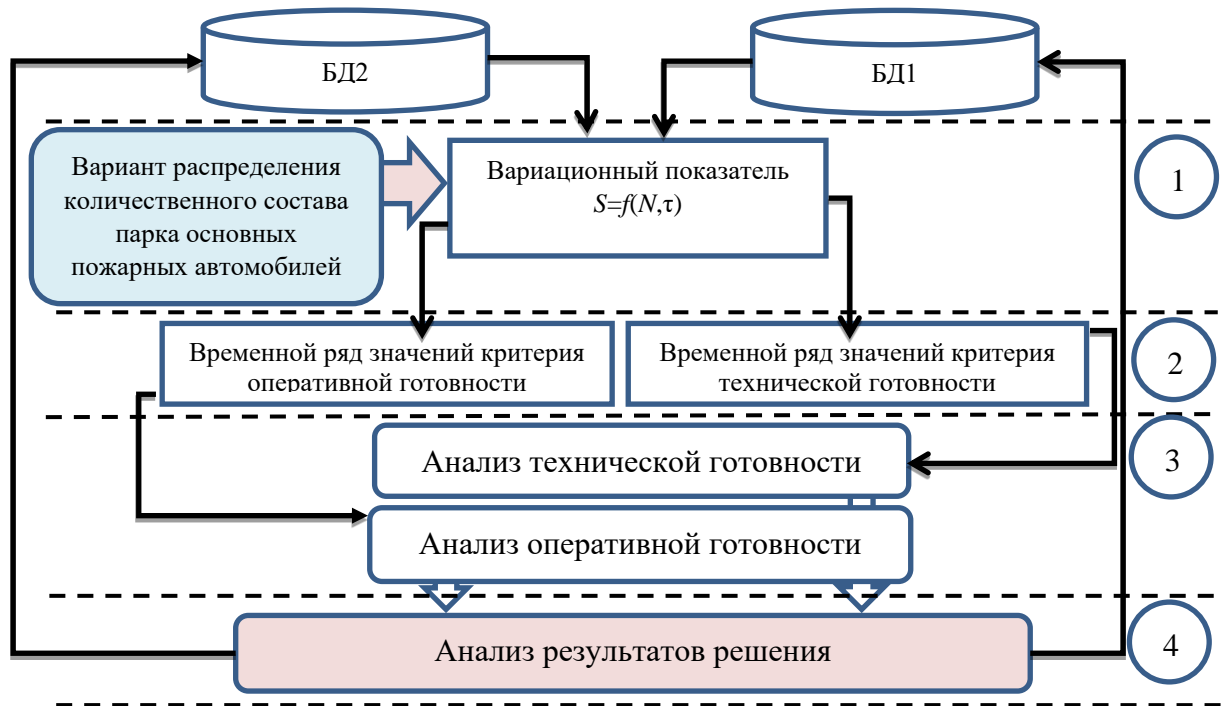 БД2
БД1
Вариант распределения
количественного состава
парка основных
пожарных автомобилей
Вариационный показатель
S=f(N,τ)
1
Временной ряд значений критерия
оперативной готовности
Временной ряд значений критерия
технической готовности
2
Анализ технической готовности
3
Анализ оперативной готовности
Анализ результатов решения
4